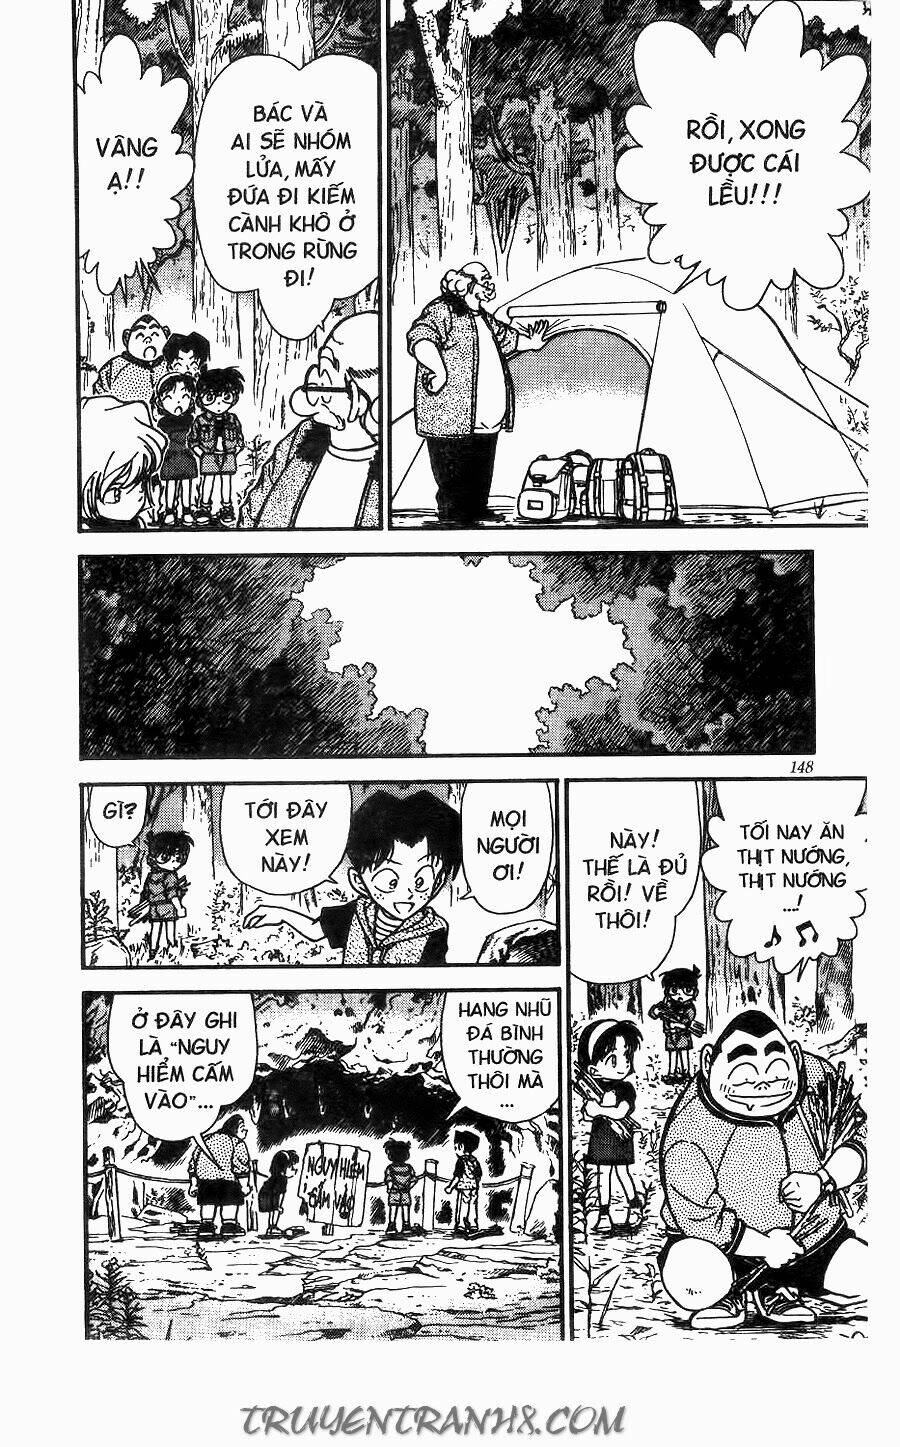 RỒI, XONG
ĐƯỢC CÁI
LỀU!!!
BÁC VÀ
AI SẼ NHÓM
LỬA, MẤY
ĐỨA ĐI KIẾM
CÀNH KHÔ Ở
TRONG RỪNG
ĐI!
VÂNG
Ạ!!
148
TỐI NAY ĂN
THỊT NƯỚNG,
THỊT NƯỚNG
...!
NÀY!
THẾ LÀ ĐỦ
RỒI! VỀ
THÔI!
MỌI
NGƯỜI
ƠI!
TỚI ĐÂY
XEM
NÀY!
GÌ?
HANG NHŨ
ĐÁ BÌNH
THƯỜNG
THÔI MÀ
...
Ở ĐÂY GHI
LÀ "NGUY
HIỂM CẤM
VÀO"...
NGUY HIỂM
CẤM VÀO
TRUYENTRANH8.COM